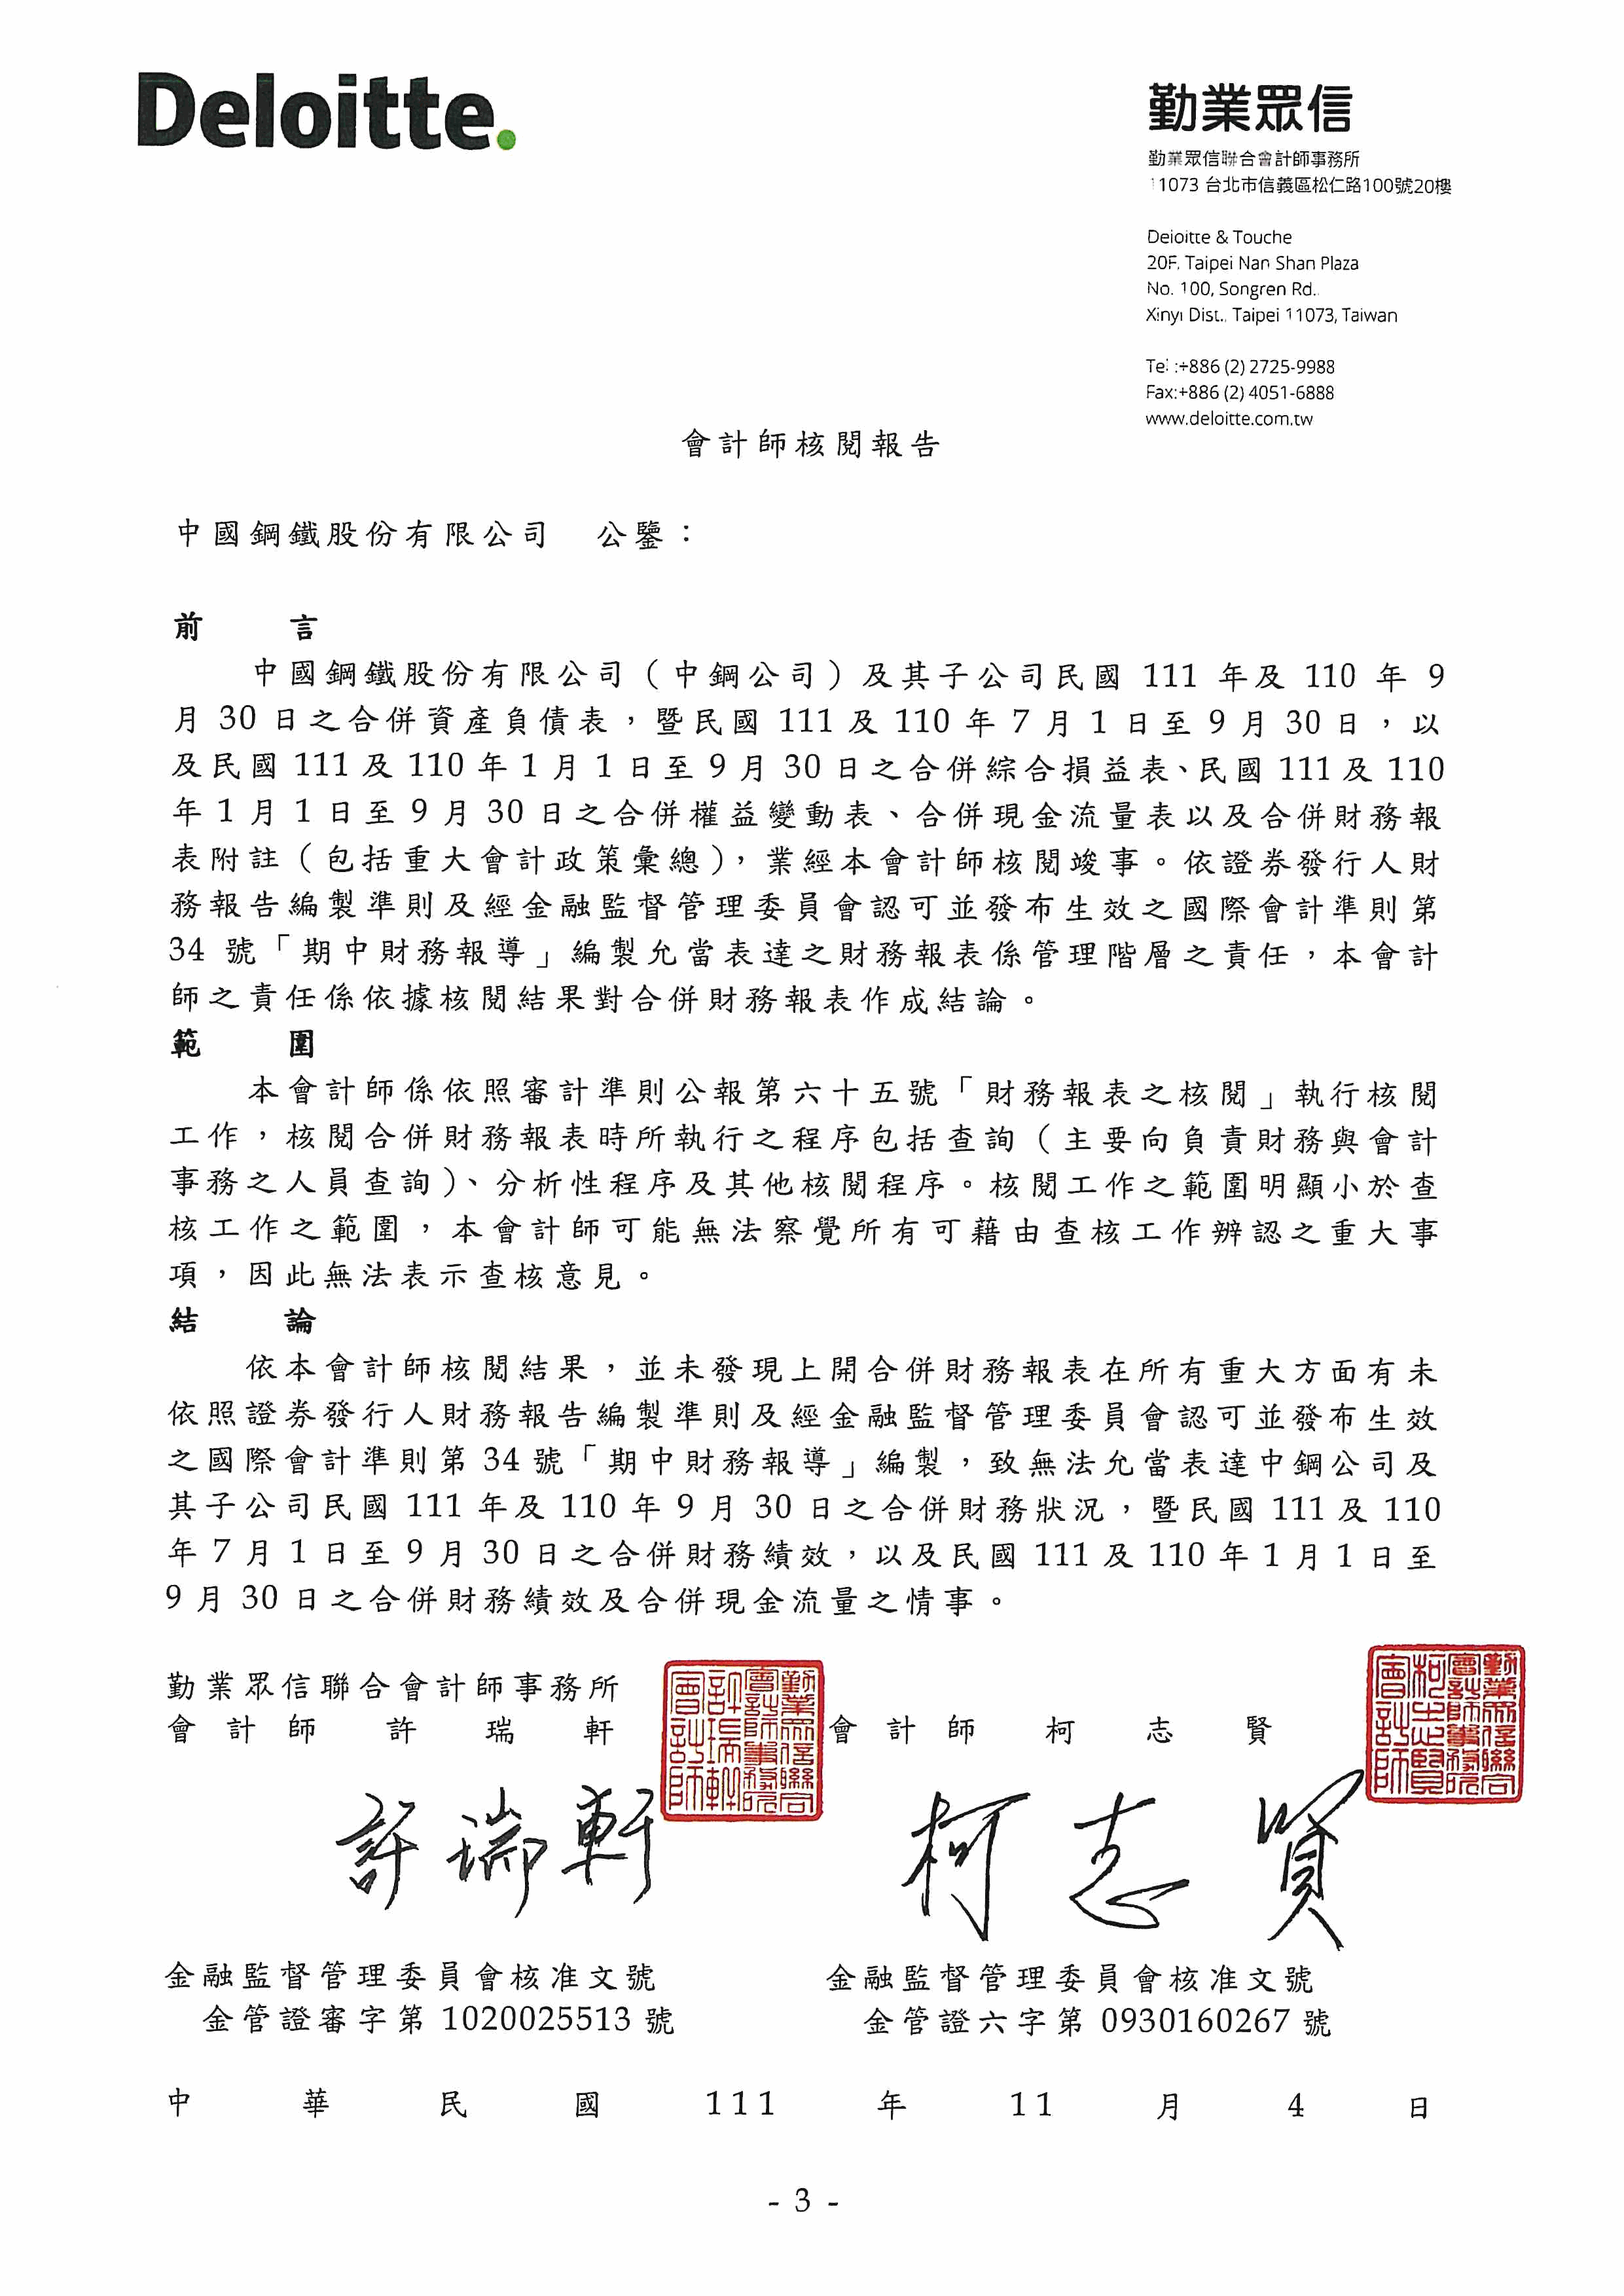 Deloitte.
勤業眾信
勤業眾信聯合會計師事務所
11073 台北市信義區松仁路100號20樓
Deloitte & Touche
20F, Taipei Nan Shan Plaza
No. 100, Songren Rd.,
Xinyi Dist., Taipei 11073, Taiwan
Tel :+886 (2) 2725-9988
Fax:+886 (2) 4051-6888
www.deloitte.com.tw
會計師核閱報告
中國鋼鐵股份有限公司 公鑒：
前 言
中國鋼鐵股份有限公司（中鋼公司）及其子公司民國 111 年及 110 年 9
月 30 日之合併資產負債表，暨民國 111 及 110 年 7 月 1 日至 9 月 30 日，以
及民國 111 及 110 年 1 月 1 日至 9 月 30 日之合併綜合損益表、民國 111 及 110
年 1 月 1 日至 9 月 30 日之合併權益變動表、合併現金流量表以及合併財務報
表附註（包括重大會計政策彙總），業經本會計師核閱竣事。依證券發行人財
務報告編製準則及經金融監督管理委員會認可並發布生效之國際會計準則第
34 號「期中財務報導」編製允當表達之財務報表係管理階層之責任，本會計
師之責任係依據核閱結果對合併財務報表作成結論。
範 圍
本會計師係依照審計準則公報第六十五號「財務報表之核閱」執行核閱
工作，核閱合併財務報表時所執行之程序包括查詢（主要向負責財務與會計
事務之人員查詢）、分析性程序及其他核閱程序。核閱工作之範圍明顯小於查
核工作之範圍，本會計師可能無法察覺所有可藉由查核工作辨認之重大事
項，因此無法表示查核意見。
結 論
依本會計師核閱結果，並未發現上開合併財務報表在所有重大方面有未
依照證券發行人財務報告編製準則及經金融監督管理委員會認可並發布生效
之國際會計準則第 34 號「期中財務報導」編製，致無法允當表達中鋼公司及
其子公司民國 111 年及 110 年 9 月 30 日之合併財務狀況，暨民國 111 及 110
年 7 月 1 日至 9 月 30 日之合併財務績效，以及民國 111 及 110 年 1 月 1 日至
9 月 30 日之合併財務績效及合併現金流量之情事。
勤業眾信聯合會計師事務所
會計師 許瑞軒
勤業眾信聯合會計師事務所許瑞軒會計師
會計師 柯志賢
勤業眾信聯合會計師事務所柯志賢會計師
許瑞軒
柯志賢
金融監督管理委員會核准文號
金管證審字第 1020025513 號
金融監督管理委員會核准文號
金管證六字第 0930160267 號
中華民國 111 年 11 月 4 日
- 3 -